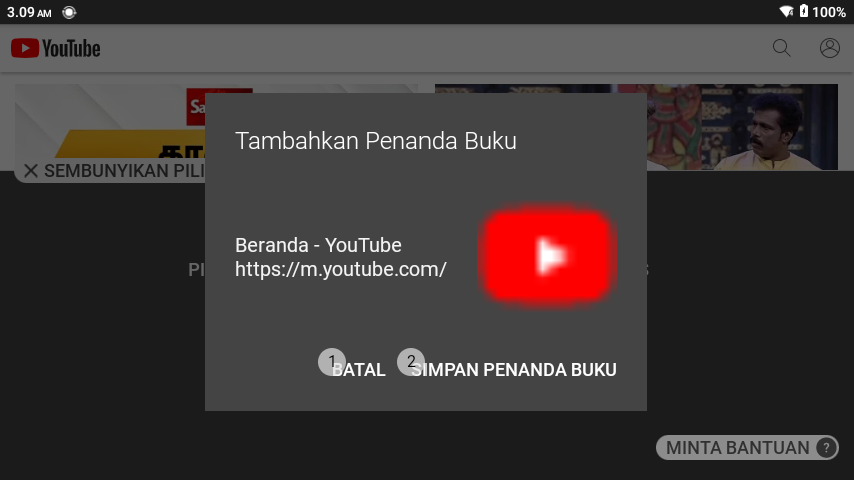 3.09 AM
100%
YouTube
SEMBUNYIKAN PILI
Tambahkan Penanda Buku
Beranda - YouTube
https://m.youtube.com/
1 BATAL
2 SIMPAN PENANDA BUKU
MINTA BANTUAN ?